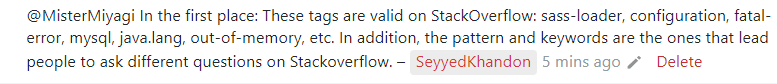 @MisterMiyagi In the first place: These tags are valid on StackOverflow: sass-loader, configuration, fatal-
error, mysql, java.lang, out-of-memory, etc. In addition, the pattern and keywords are the ones that lead
people to ask different questions on Stackoverflow. – SeyyedKhandon 5 mins ago Delete